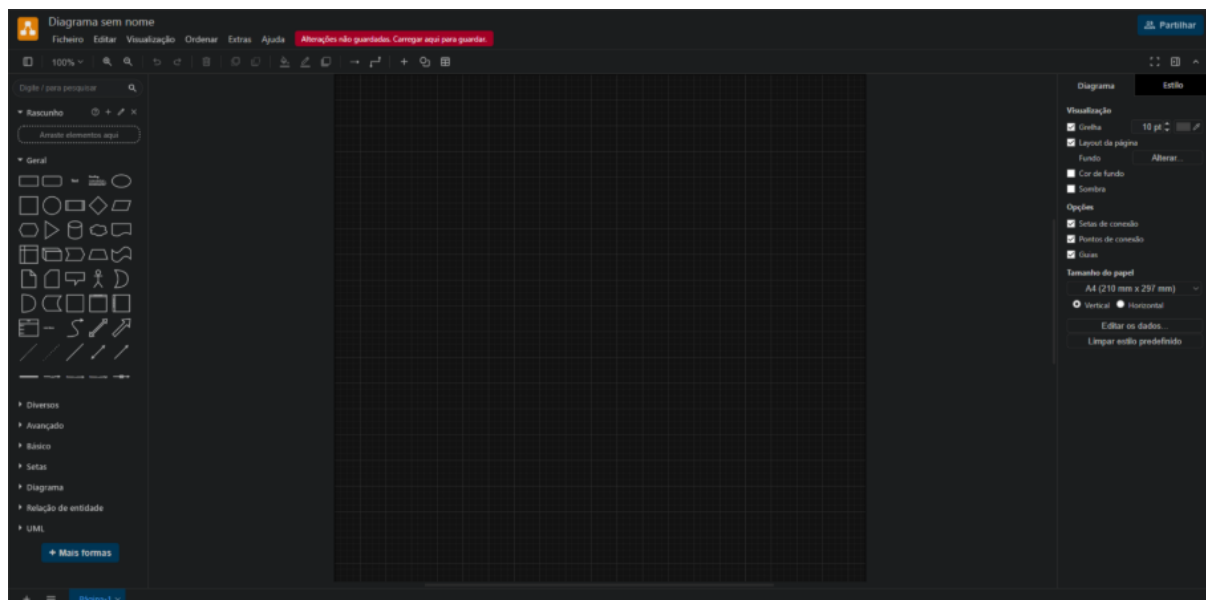 Diagrama sem nome
Ficheiro Editar Visualização Ordenar Extras Ajuda
Alterações não guardadas. Carregar aqui para guardar.
Partilhar
100%
Digite / para pesquisar
Rascunho
Arraste elementos aqui
Geral
Text
Diversos
Avançado
Básico
Setas
Diagrama
Relação de entidade
UML
+ Mais formas
Página-1
Diagrama Estilo
Visualização
Grelha 10 pt
Layout da página
Fundo Alterar...
Cor de fundo
Sombra
Opções
Setas de conexão
Pontos de conexão
Guias
Tamanho do papel
A4 (210 mm x 297 mm)
Vertical Horizontal
Editar os dados...
Limpar estilo predefinido